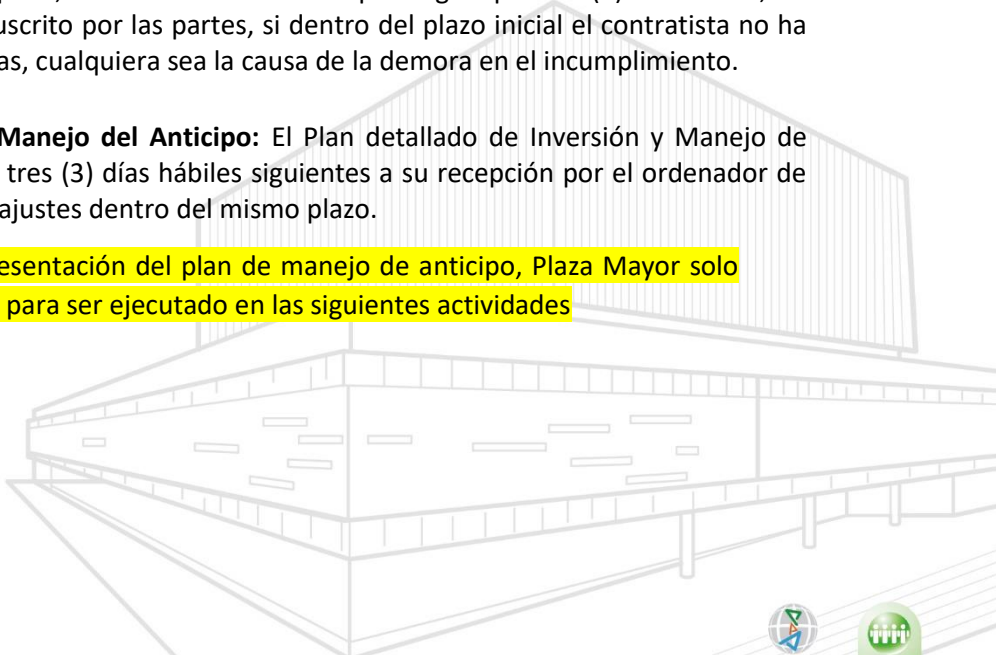 uscrito por las partes, si dentro del plazo inicial el contratista no ha
as, cualquiera sea la causa de la demora en el incumplimiento.
Manejo del Anticipo: El Plan detallado de Inversión y Manejo de
tres (3) días hábiles siguientes a su recepción por el ordenador de
ajustes dentro del mismo plazo.
esentación del plan de manejo de anticipo, Plaza Mayor solo
para ser ejecutado en las siguientes actividades